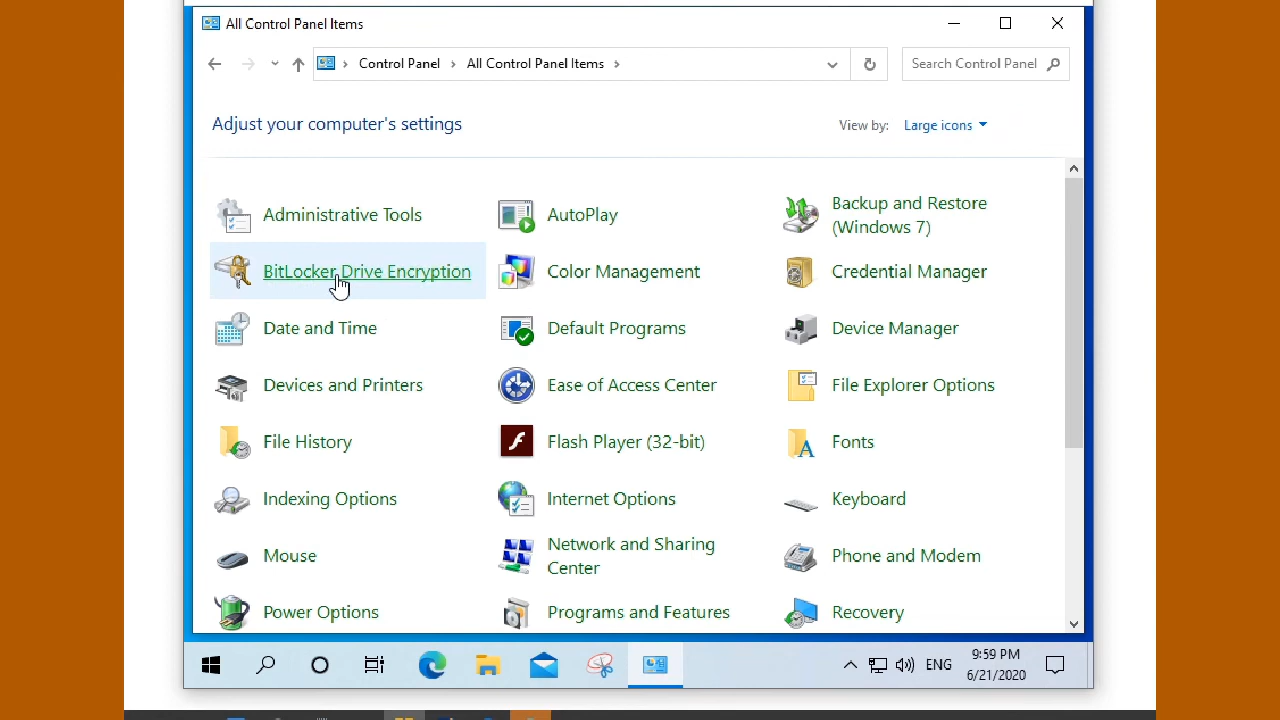 All Control Panel Items
Control Panel
All Control Panel Items
Search Control Panel
Adjust your computer's settings
View by:
Large icons
Administrative Tools
AutoPlay
Backup and Restore
(Windows 7)
BitLocker Drive Encryption
Color Management
Credential Manager
Date and Time
Default Programs
Device Manager
Devices and Printers
Ease of Access Center
File Explorer Options
File History
Flash Player (32-bit)
Fonts
Indexing Options
Internet Options
Keyboard
Mouse
Network and Sharing
Center
Phone and Modem
Power Options
Programs and Features
Recovery
ENG
9:59 PM
6/21/2020